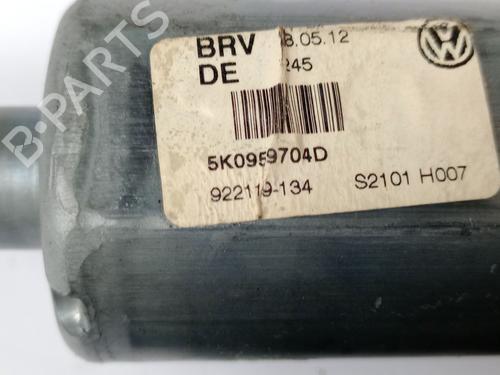 BRV 8.05.12
DE 245
5K0959704D
922119-134 S2101 H007
B-PARTS